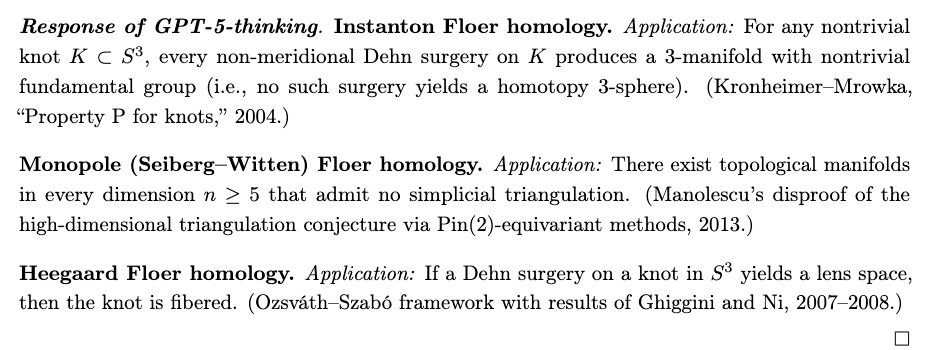 Response of GPT-5-thinking. Instanton Floer homology. Application: For any nontrivial
knot K ⊂ S³, every non-meridional Dehn surgery on K produces a 3-manifold with nontrivial
fundamental group (i.e., no such surgery yields a homotopy 3-sphere). (Kronheimer–Mrowka,
“Property P for knots,” 2004.)
Monopole (Seiberg–Witten) Floer homology. Application: There exist topological manifolds
in every dimension n ≥ 5 that admit no simplicial triangulation. (Manolescu’s disproof of the
high-dimensional triangulation conjecture via Pin(2)-equivariant methods, 2013.)
Heegaard Floer homology. Application: If a Dehn surgery on a knot in S³ yields a lens space,
then the knot is fibered. (Ozsváth–Szabó framework with results of Ghiggini and Ni, 2007–2008.)
□